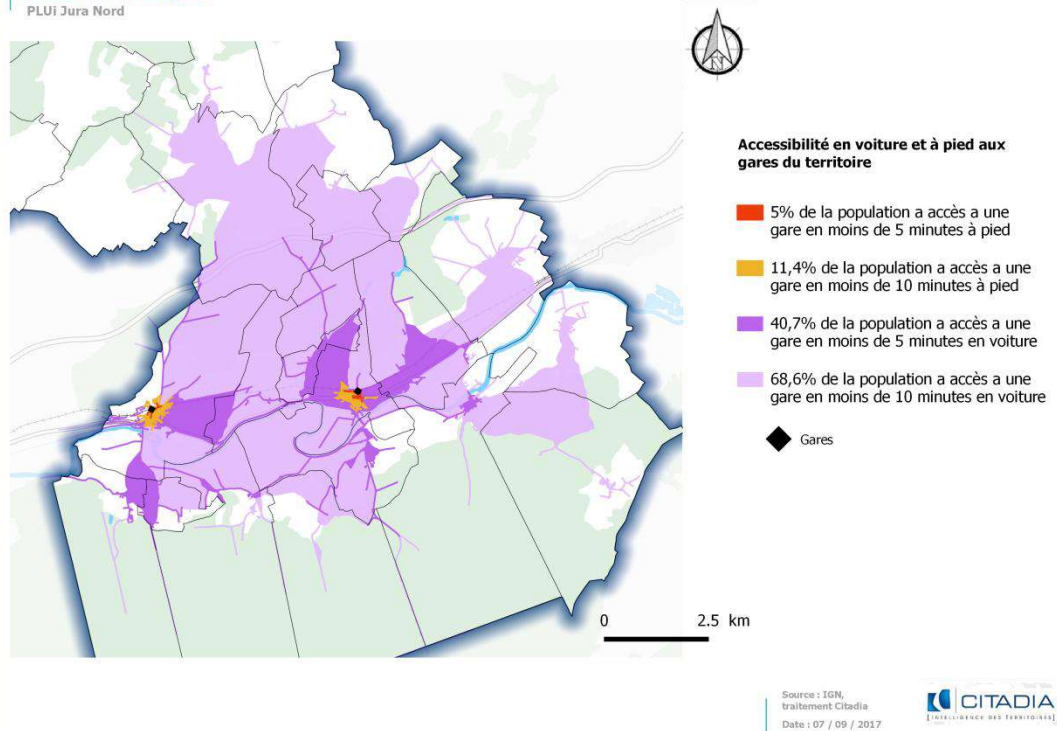 PLUi Jura Nord
N
Accessibilité en voiture et à pied aux
gares du territoire
5% de la population a accès a une
gare en moins de 5 minutes à pied
11,4% de la population a accès a une
gare en moins de 10 minutes à pied
40,7% de la population a accès a une
gare en moins de 5 minutes en voiture
68,6% de la population a accès a une
gare en moins de 10 minutes en voiture
Gares
0 2.5 km
Source : IGN,
traitement Citadia
Date : 07 / 09 / 2017
CITADIA
[INTELLIGENCE DES TERRITOIRES]